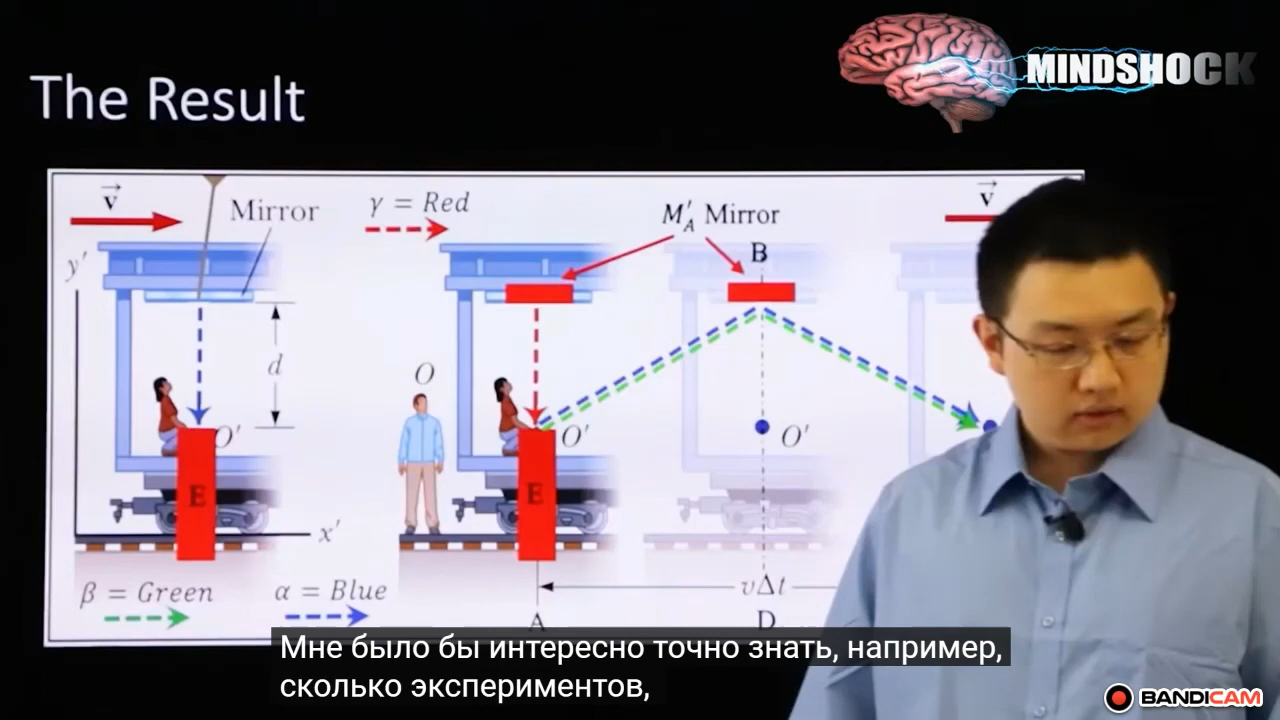 MINDSHOCK
The Result
v
Mirror
γ = Red
M′A Mirror
v
B
y′
d
O
O′
O′
O′
E
E
x′
β = Green
α = Blue
vΔt
A
D
Мне было бы интересно точно знать, например,
сколько экспериментов,
BANDICAM